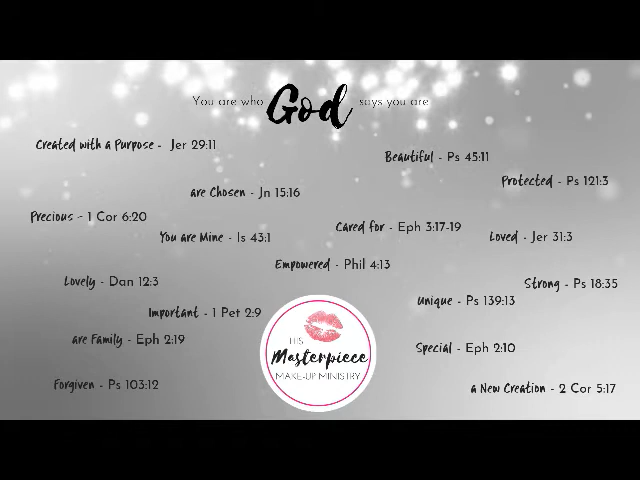 You are who God says you are
Created with a Purpose - Jer 29:11
Beautiful - Ps 45:11
Protected - Ps 121:3
are Chosen - Jn 15:16
Precious - 1 Cor 6:20
Cared for - Eph 3:17-19
You are Mine - Is 43:1
Loved - Jer 31:3
Empowered - Phil 4:13
Lovely - Dan 12:3
Strong - Ps 18:35
Unique - Ps 139:13
Important - 1 Pet 2:9
are Family - Eph 2:19
Special - Eph 2:10
Forgiven - Ps 103:12
a New Creation - 2 Cor 5:17
HIS
Masterpiece
MAKE-UP MINISTRY